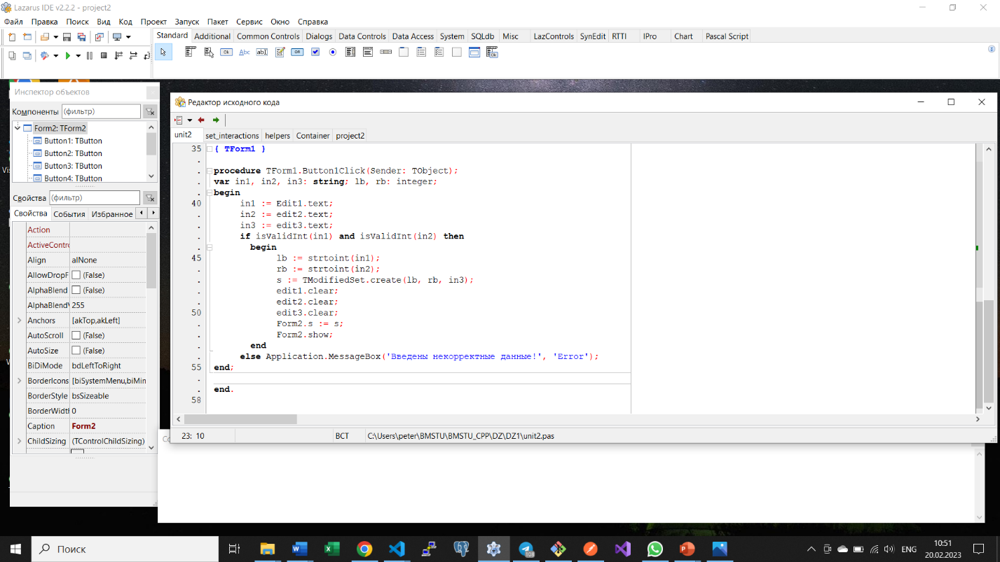 Lazarus IDE v2.2.2 - project2
Файл Правка Поиск Вид Код Проект Запуск Пакет Сервис Окно Справка
Standard Additional Common Controls Dialogs Data Controls Data Access System SQLdb Misc LazControls SynEdit RTTI IPro Chart Pascal Script
Ok Abc abI on
Ok
Инспектор объектов
Компоненты (фильтр)
Form2: TForm2
Button1: TButton
Button2: TButton
Button3: TButton
Button4: TButton
Свойства (фильтр)
Свойства События Избранное
Action
ActiveContro
Align alNone
AllowDropF (False)
AlphaBlend (False)
AlphaBlendV 255
Anchors [akTop,akLeft]
AutoScroll (False)
AutoSize (False)
BiDiMode bdLeftToRight
BorderIcons [biSystemMenu,biMin
BorderStyle bsSizeable
BorderWidth 0
Caption Form2
ChildSizing (TControlChildSizing)
Редактор исходного кода
unit2 set_interactions helpers Container project2
35 { TForm1 }
.
. procedure TForm1.Button1Click(Sender: TObject);
. var in1, in2, in3: string; lb, rb: integer;
. begin
40 in1 := Edit1.text;
. in2 := edit2.text;
. in3 := edit3.text;
. if isValidInt(in1) and isValidInt(in2) then
. begin
45 lb := strtoint(in1);
. rb := strtoint(in2);
. s := TModifiedSet.create(lb, rb, in3);
. edit1.clear;
. edit2.clear;
50 edit3.clear;
. Form2.s := s;
. Form2.show;
. end
. else Application.MessageBox('Введены некорректные данные!', 'Error');
55 end;
.
. end.
58
23: 10 ВСТ C:\Users\peter\BMSTU\BMSTU_CPP\DZ\DZ1\unit2.pas
Поиск
108
ENG
10:51
20.02.2023